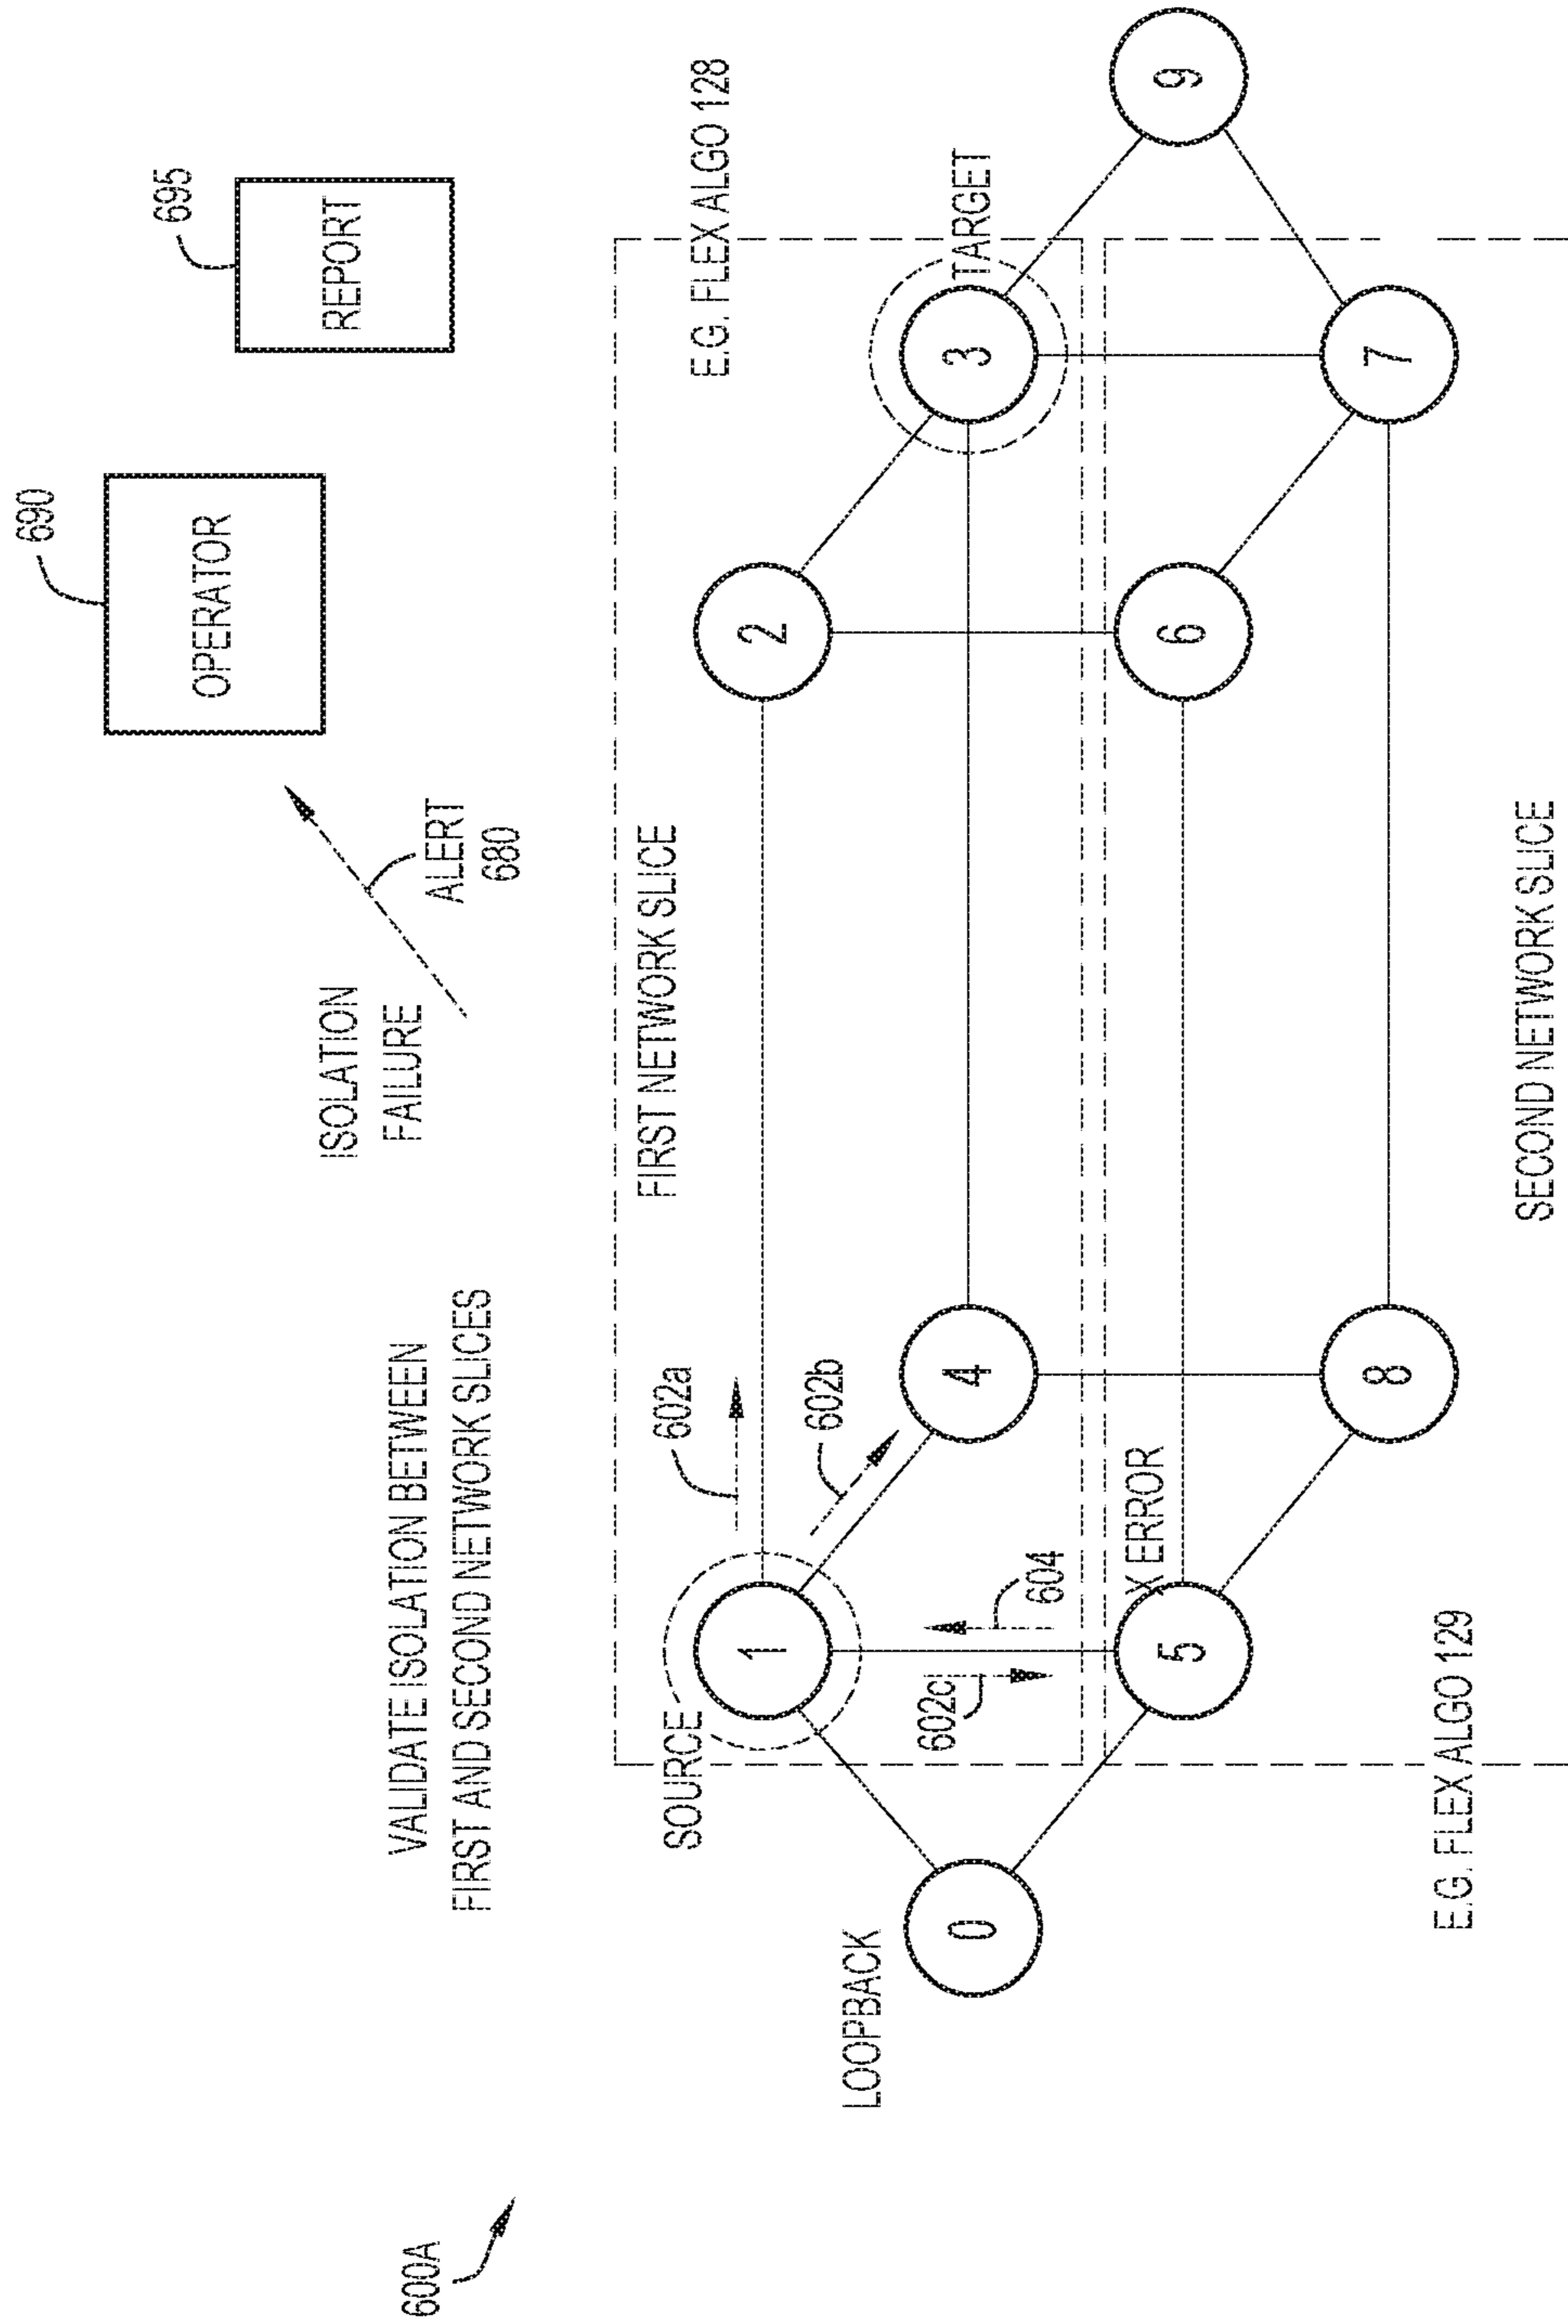 600A
VALIDATE ISOLATION BETWEEN
FIRST AND SECOND NETWORK SLICES
ISOLATION
FAILURE
ALERT
680
690
OPERATOR
695
REPORT
FIRST NETWORK SLICE
E.G. FLEX ALGO 128
SOURCE
LOOPBACK
602a
602b
602c
604
X ERROR
TARGET
0
1
2
3
4
5
6
7
8
9
E.G. FLEX ALGO 129
SECOND NETWORK SLICE